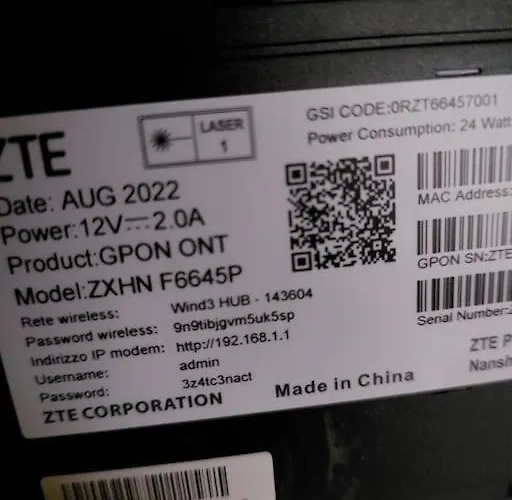 ZTE
LASER
1
GSI CODE:0RZT66457001
Power Consumption: 24 Watt
Date: AUG 2022
Power:12V⎓2.0A
Product:GPON ONT
Model:ZXHN F6645P
MAC Address:
GPON SN:ZTE
Serial Number:
Rete wireless: Wind3 HUB - 143604
Password wireless: 9n9tibjgvm5uk5sp
Indirizzo IP modem: http://192.168.1.1
Username: admin
Password: 3z4tc3nact
ZTE CORPORATION
Made in China
ZTE P
Nansh